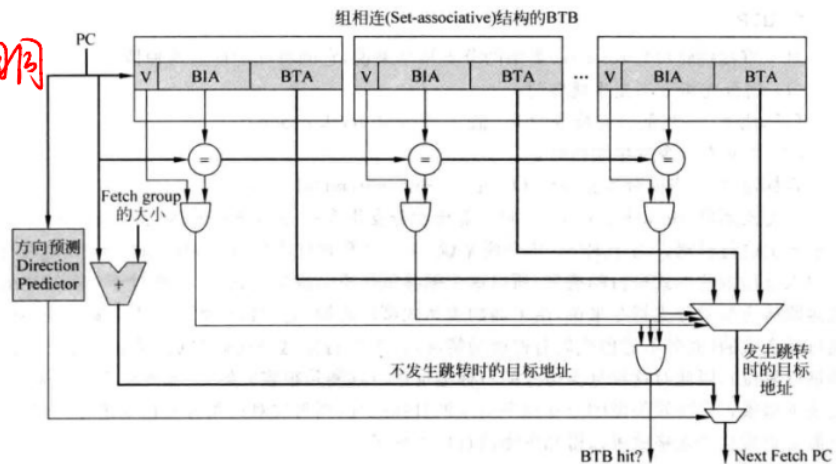 组相连(Set-associative)结构的BTB
PC
V BIA BTA V BIA BTA ... V BIA BTA
= = =
Fetch group
的大小
方向预测
Direction
Predictor
+
不发生跳转时的目标地址
发生跳转
时的目标
地址
BTB hit?
Next Fetch PC